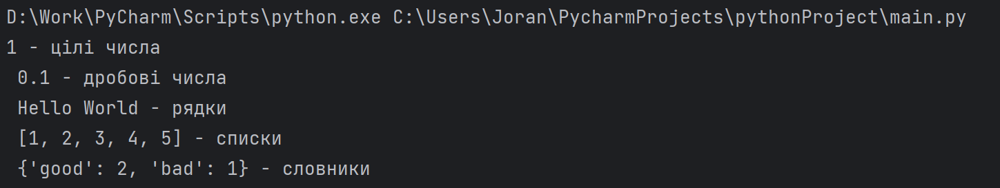 D:\Work\PyCharm\Scripts\python.exe C:\Users\Joran\PycharmProjects\pythonProject\main.py
1 - цілі числа
0.1 - дробові числа
Hello World - рядки
[1, 2, 3, 4, 5] - списки
{'good': 2, 'bad': 1} - словники